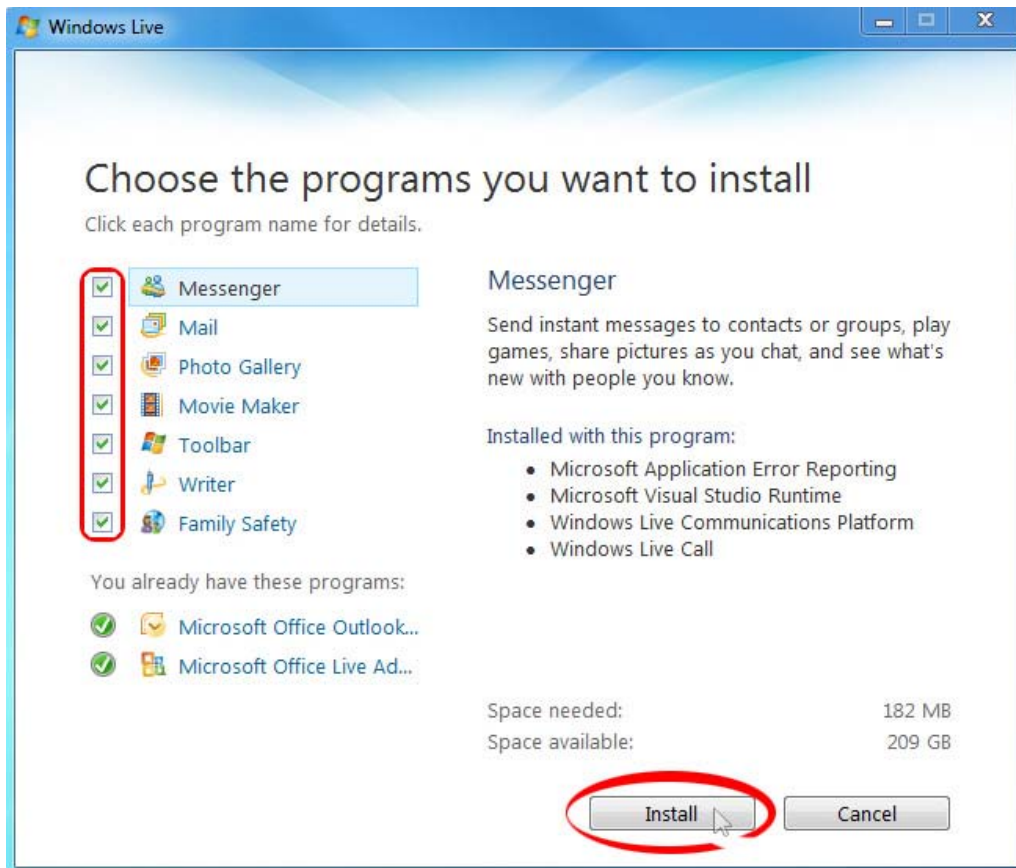 Windows Live
Choose the programs you want to install
Click each program name for details.
Messenger
Mail
Photo Gallery
Movie Maker
Toolbar
Writer
Family Safety
You already have these programs:
Microsoft Office Outlook...
Microsoft Office Live Ad...
Messenger
Send instant messages to contacts or groups, play
games, share pictures as you chat, and see what's
new with people you know.
Installed with this program:
• Microsoft Application Error Reporting
• Microsoft Visual Studio Runtime
• Windows Live Communications Platform
• Windows Live Call
Space needed: 182 MB
Space available: 209 GB
Install Cancel